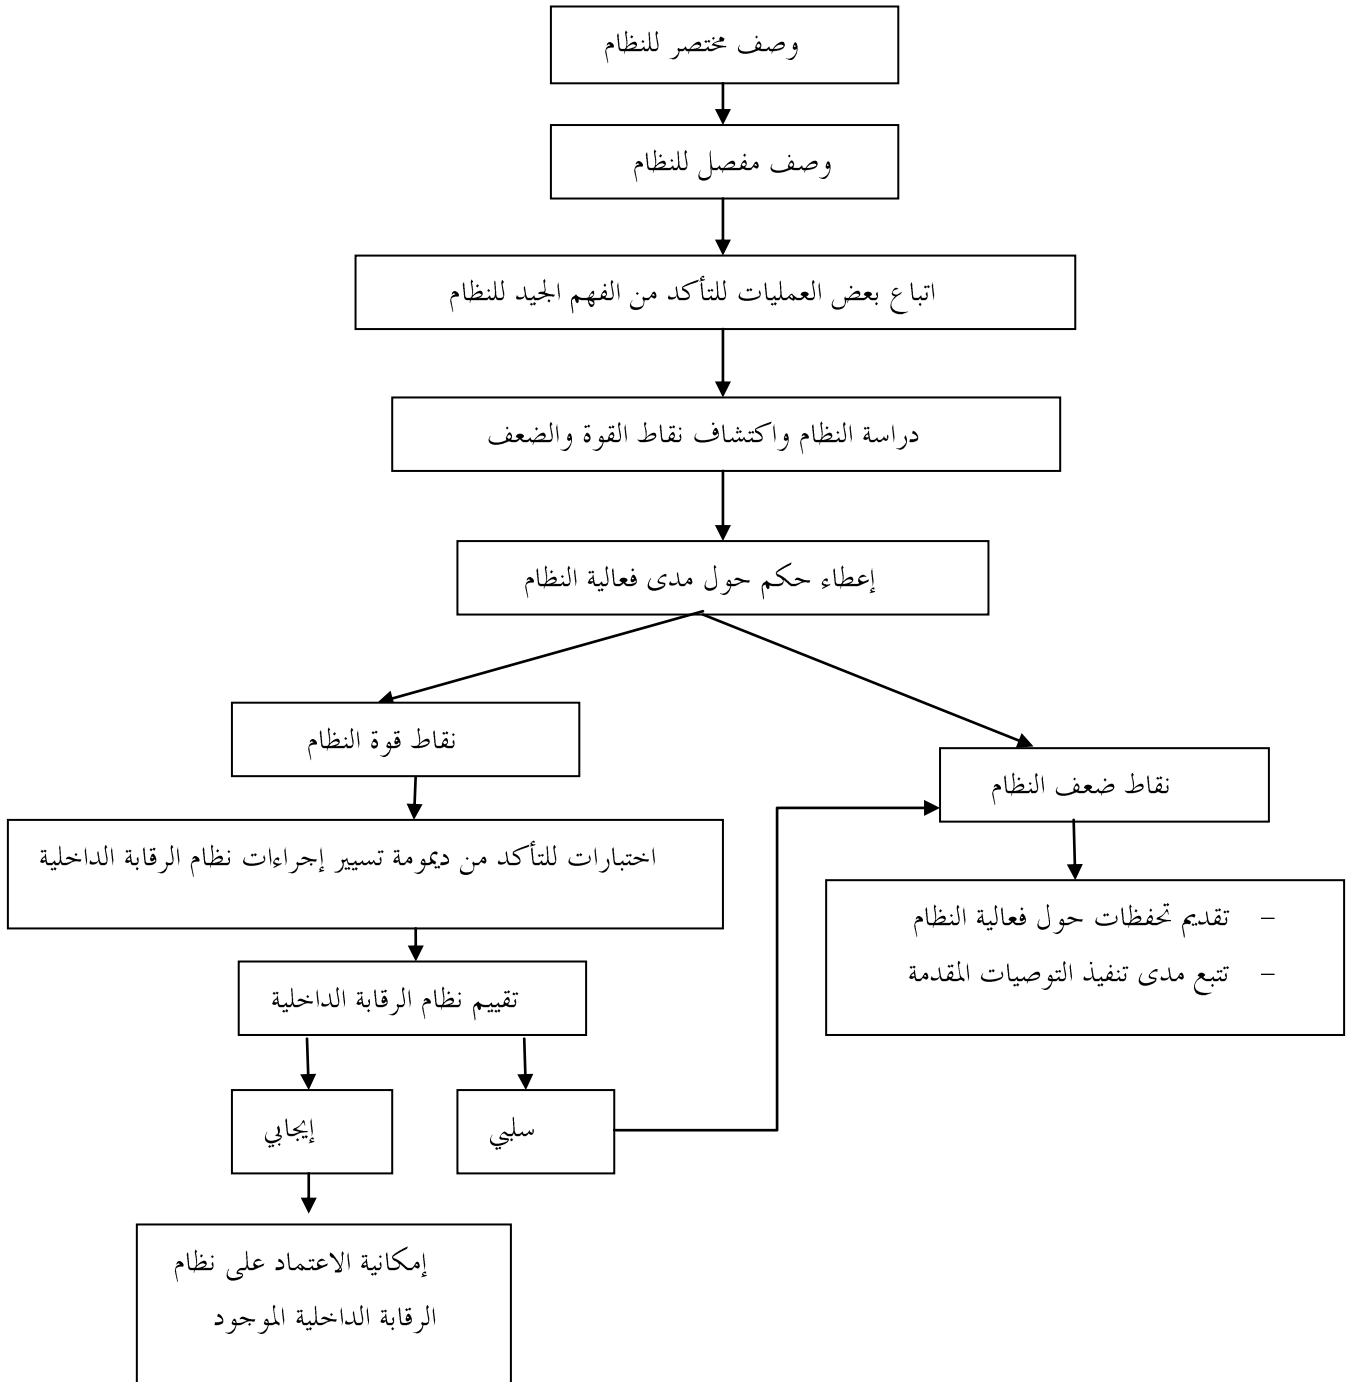 وصف مختصر للنظام
وصف مفصل للنظام
اتباع بعض العمليات للتأكد من الفهم الجيد للنظام
دراسة النظام واكتشاف نقاط القوة والضعف
إعطاء حكم حول مدى فعالية النظام
نقاط قوة النظام
نقاط ضعف النظام
اختبارات للتأكد من ديمومة تسيير إجراءات نظام الرقابة الداخلية
– تقديم تحفظات حول فعالية النظام
– تتبع مدى تنفيذ التوصيات المقدمة
تقييم نظام الرقابة الداخلية
إيجابي
سلبي
إمكانية الاعتماد على نظام
الرقابة الداخلية الموجود